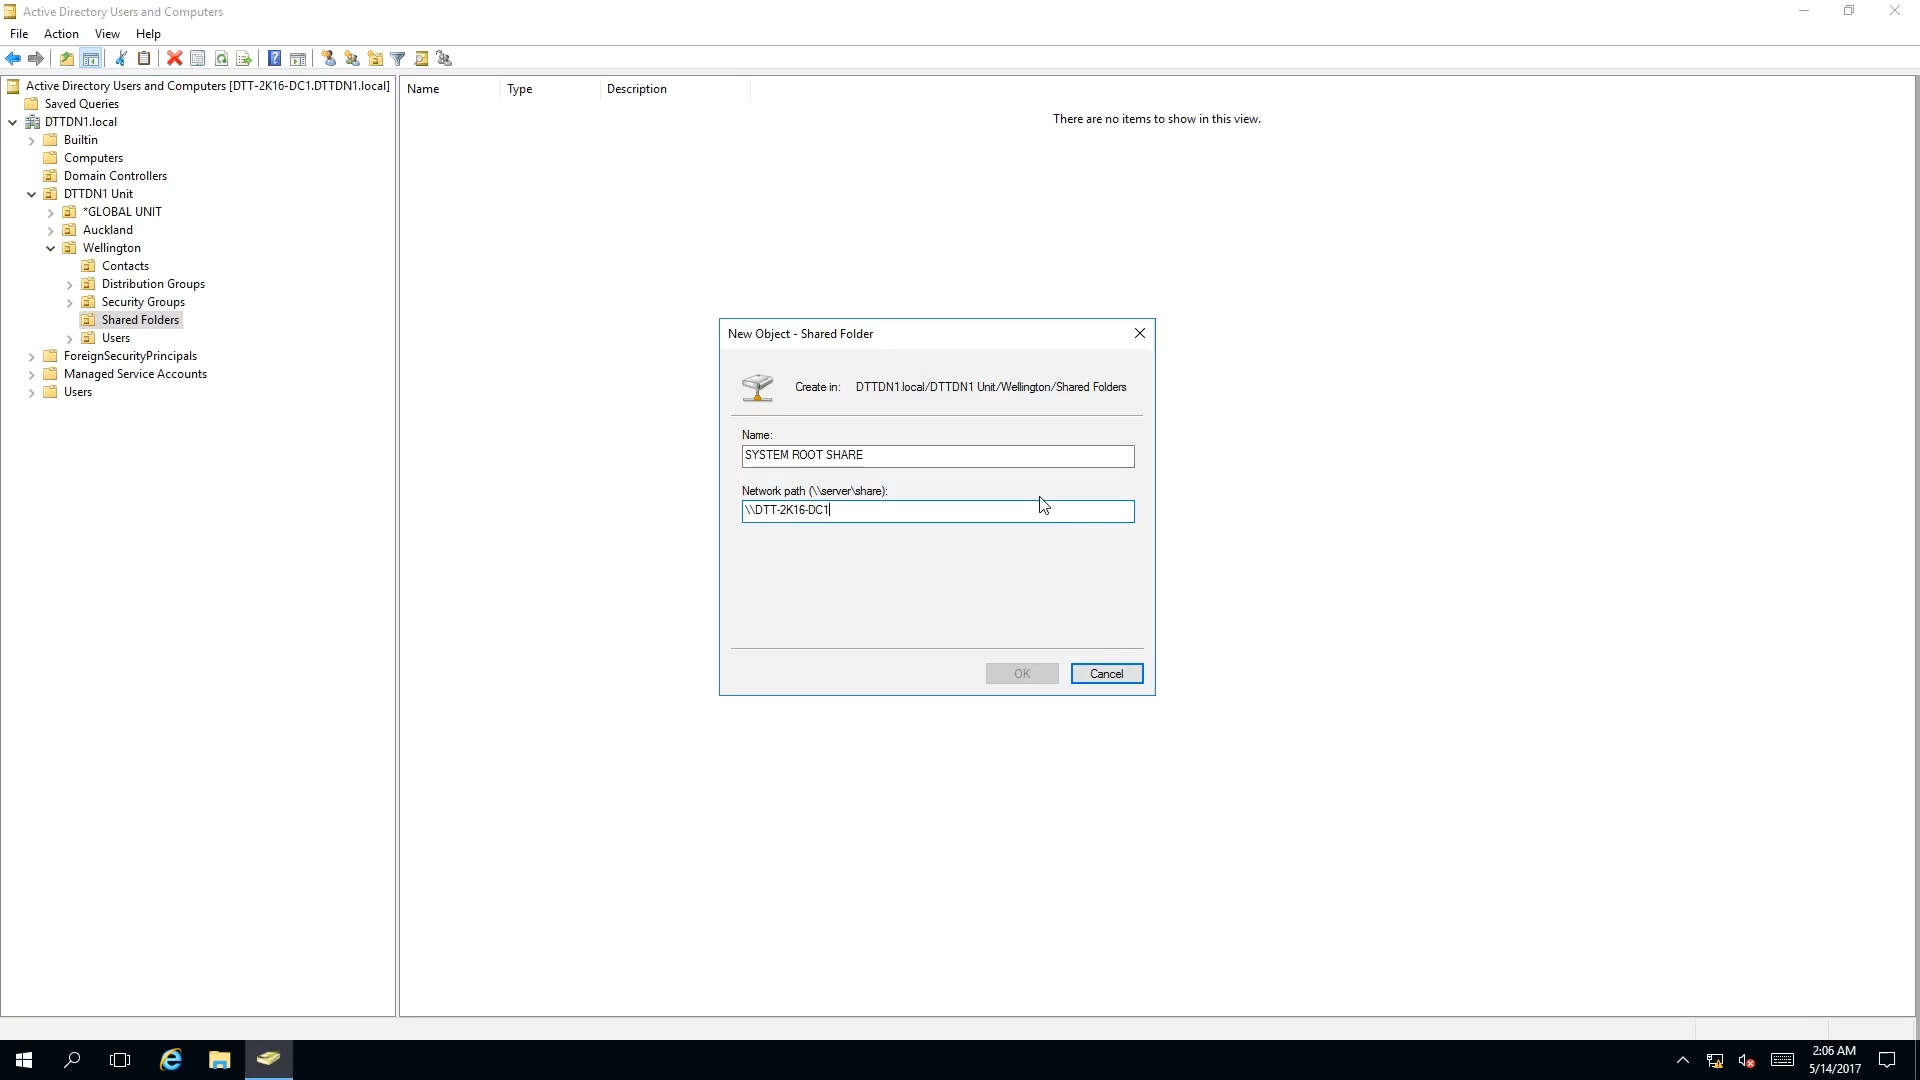 Active Directory Users and Computers
File Action View Help
Active Directory Users and Computers [DTT-2K16-DC1.DTTDN1.local]
Saved Queries
DTTDN1.local
Builtin
Computers
Domain Controllers
DTTDN1 Unit
*GLOBAL UNIT
Auckland
Wellington
Contacts
Distribution Groups
Security Groups
Shared Folders
Users
ForeignSecurityPrincipals
Managed Service Accounts
Users
Name Type Description
There are no items to show in this view.
New Object - Shared Folder
Create in: DTTDN1.local/DTTDN1 Unit/Wellington/Shared Folders
Name:
SYSTEM ROOT SHARE
Network path (\\server\share):
\\DTT-2K16-DC1
OK Cancel
2:06 AM
5/14/2017